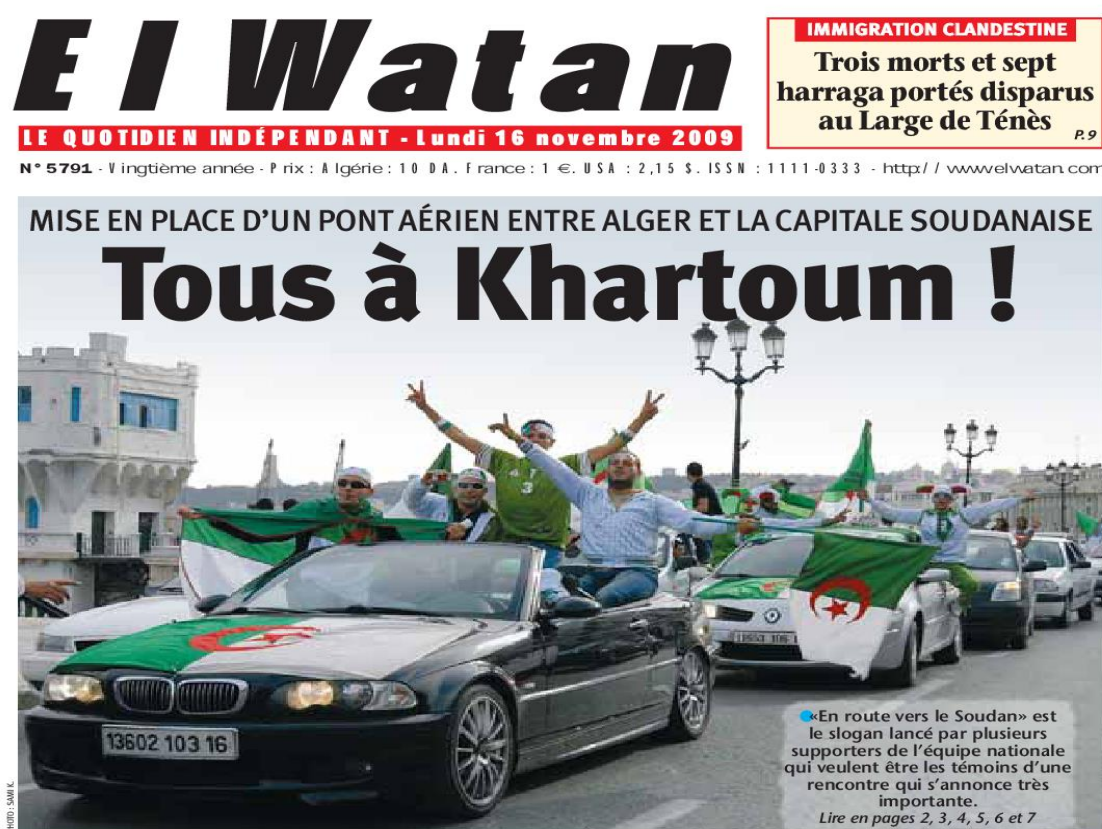 El Watan
LE QUOTIDIEN INDÉPENDANT - Lundi 16 novembre 2009
N° 5791 - Vingtième année - Prix : Algérie : 10 DA. France : 1 €. USA : 2,15 $. ISSN : 1111-0333 - http://www.elwatan.com
IMMIGRATION CLANDESTINE
Trois morts et sept
harraga portés disparus
au Large de Ténès
P.9
MISE EN PLACE D'UN PONT AÉRIEN ENTRE ALGER ET LA CAPITALE SOUDANAISE
Tous à Khartoum !
3
13602 103 16
«En route vers le Soudan» est
le slogan lancé par plusieurs
supporters de l'équipe nationale
qui veulent être les témoins d'une
rencontre qui s'annonce très
importante.
Lire en pages 2, 3, 4, 5, 6 et 7
PHOTO : SAMI K.